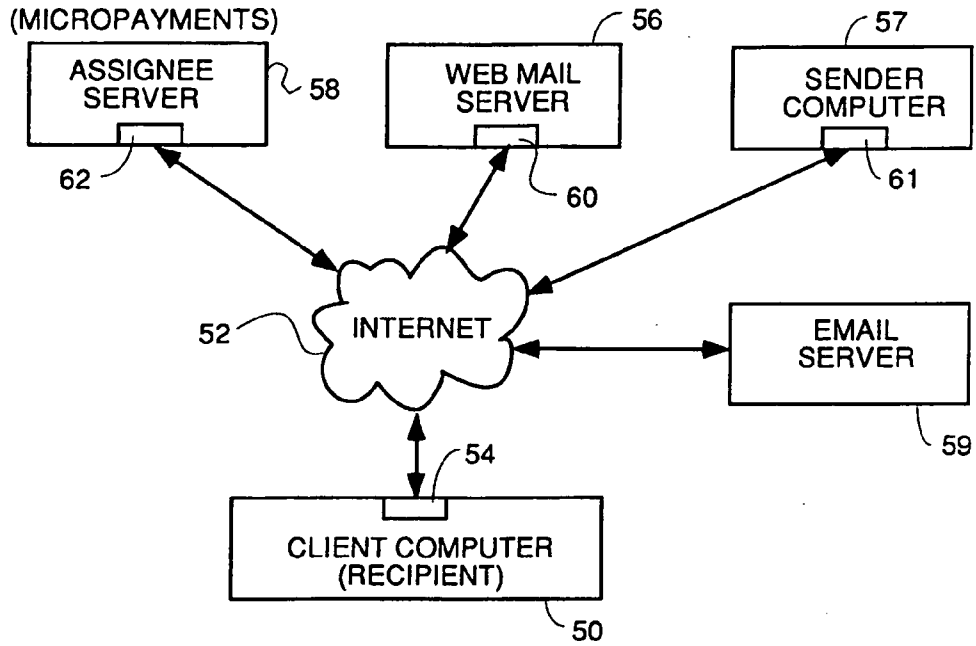 (MICROPAYMENTS)
ASSIGNEE
SERVER
58
62
56
WEB MAIL
SERVER
60
57
SENDER
COMPUTER
61
52
INTERNET
EMAIL
SERVER
59
54
CLIENT COMPUTER
(RECIPIENT)
50